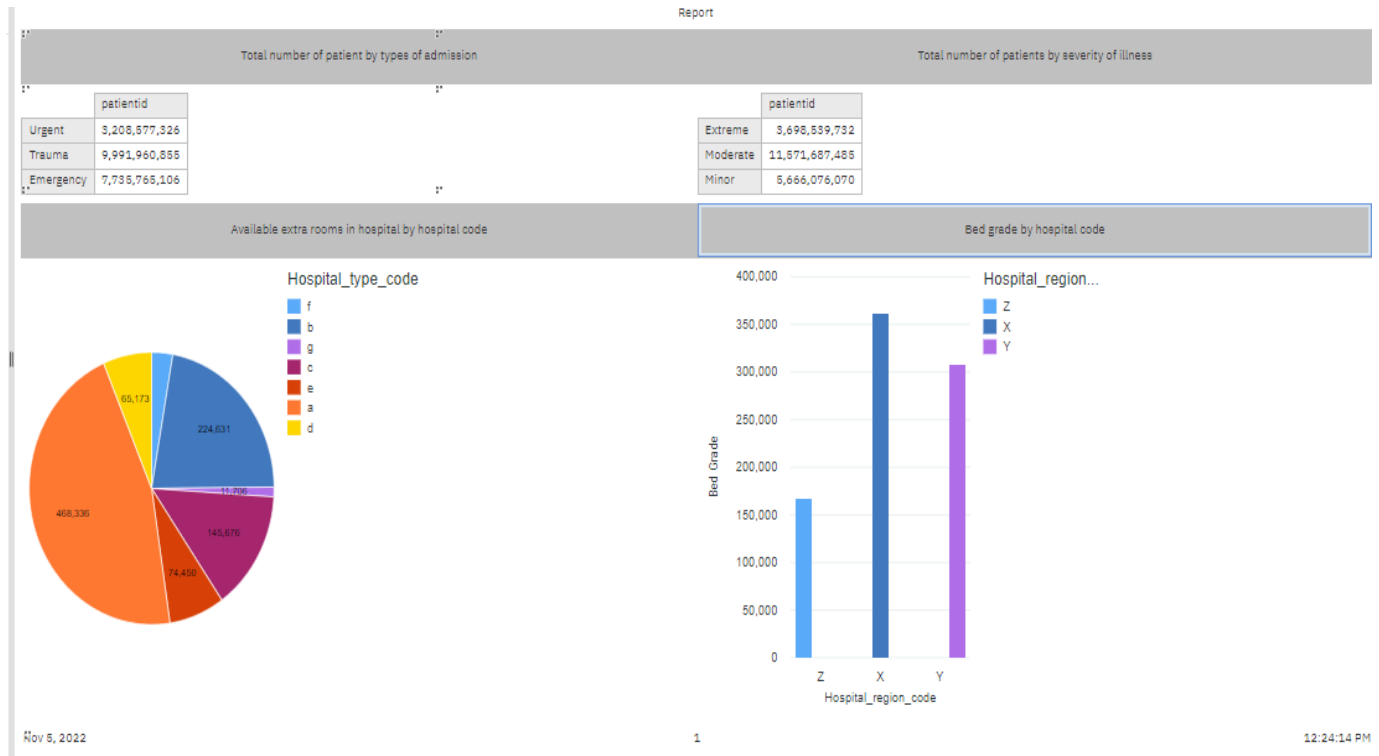 Report
Total number of patient by types of admission
Total number of patients by severity of illness
patientid
Urgent 3,208,577,326
Trauma 9,991,960,855
Emergency 7,735,765,106
patientid
Extreme 3,698,539,732
Moderate 11,571,687,485
Minor 5,666,076,070
Available extra rooms in hospital by hospital code
Bed grade by hospital code
Hospital_type_code
f
b
g
c
e
a
d
65,173
224,631
11,706
145,676
74,450
468,336
Hospital_region...
Z
X
Y
400,000
350,000
300,000
250,000
200,000
150,000
100,000
50,000
0
Bed Grade
Z X Y
Hospital_region_code
Nov 5, 2022
1
12:24:14 PM